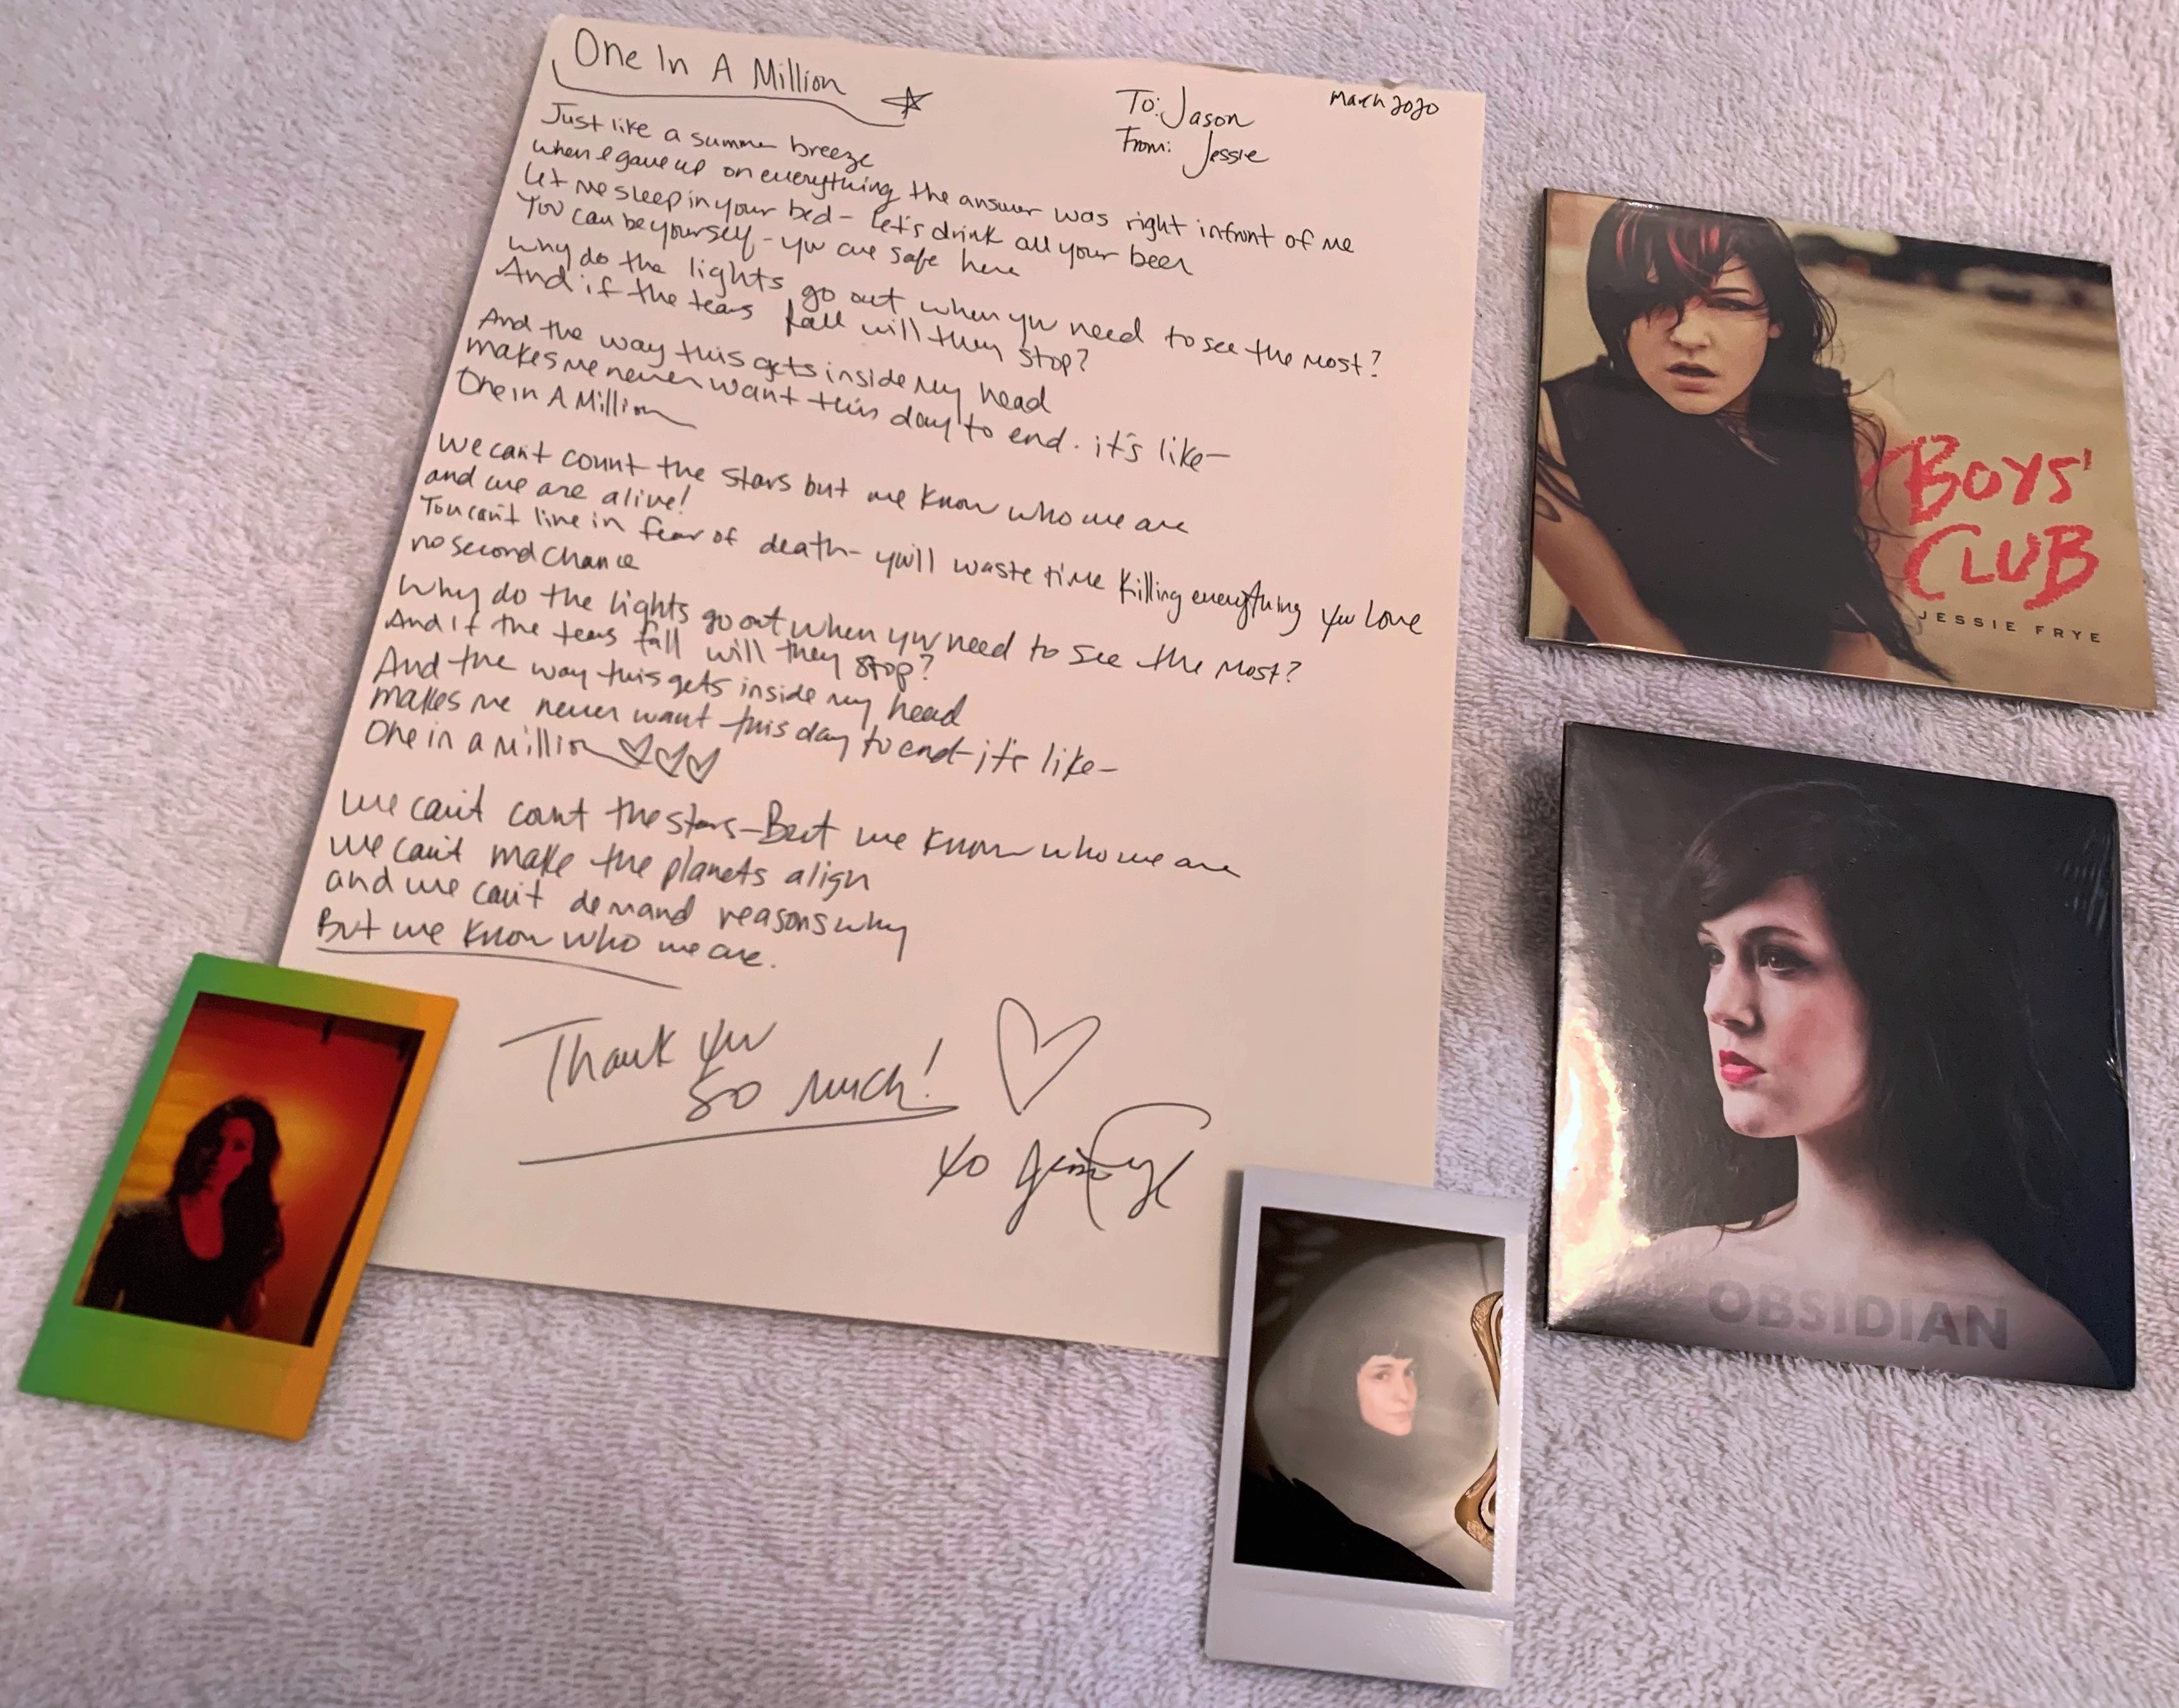 One In A Million
To: Jason
From: Jessie
March 2020
Just like a summer breeze
when I gave up on everything the answer was right infront of me
Let me sleep in your bed - Let's drink all your beer
You can be yourself - you are safe here
Why do the lights go out when you need to see the most?
And if the tears fall will they stop?
And the way this gets inside my head
makes me never want this day to end. it's like-
One in A Million
We can't count the stars but we know who we are
and we are alive!
You can't live in fear of death - you'll waste time killing everything you love
no second chance
Why do the lights go out when you need to see the most?
And if the tears fall will they stop?
And the way this gets inside my head
makes me never want this day to end - it's like-
One in a million
We can't count the stars - But we know who we are
We can't make the planets align
and we can't demand reasons why
But we know who we are.
Thank you
so much!
xo Jessie Frye
BOYS'
CLUB
JESSIE FRYE
OBSIDIAN